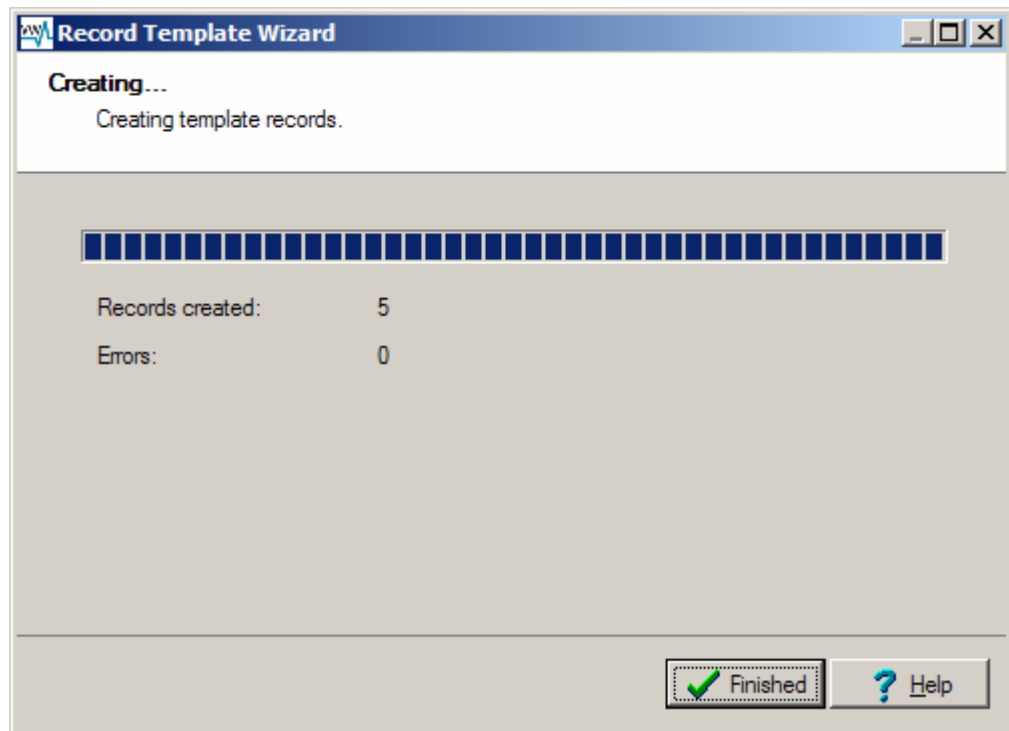 Record Template Wizard
Creating...
Creating template records.
Records created: 5
Errors: 0
Finished
Help